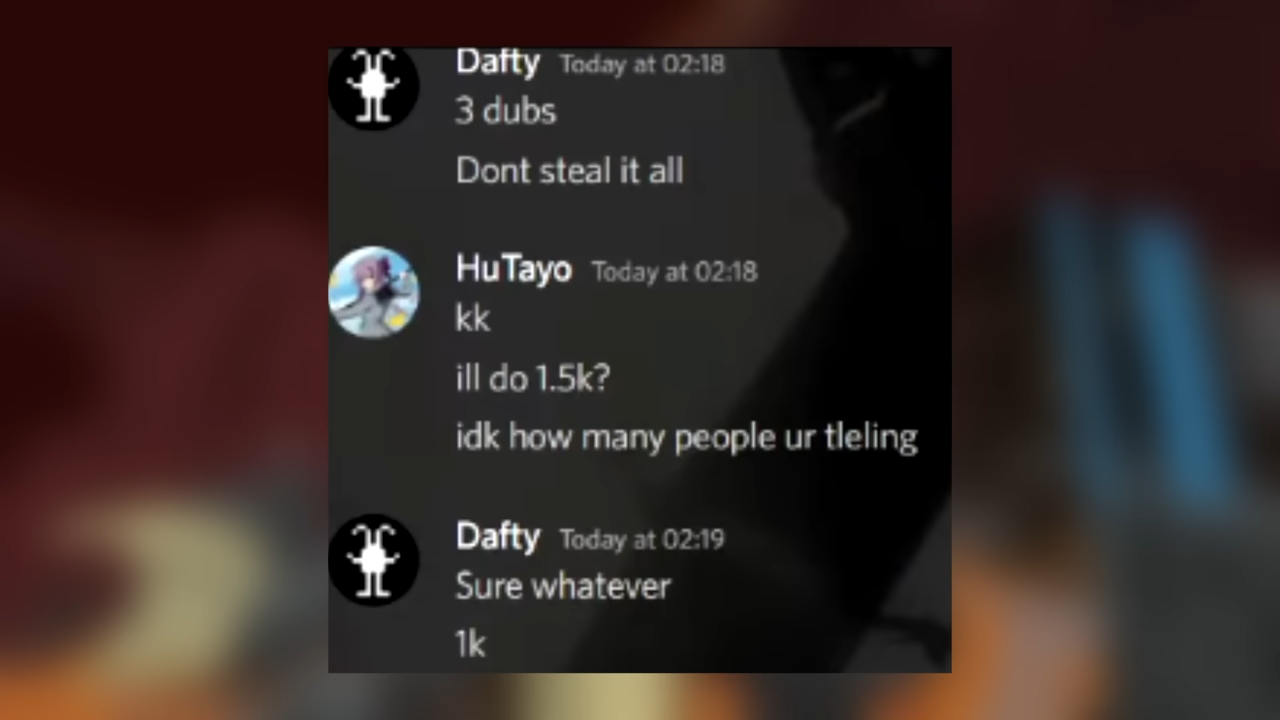 Dafty Today at 02:18
3 dubs
Dont steal it all
HuTayo Today at 02:18
kk
ill do 1.5k?
idk how many people ur tleling
Dafty Today at 02:19
Sure whatever
1k